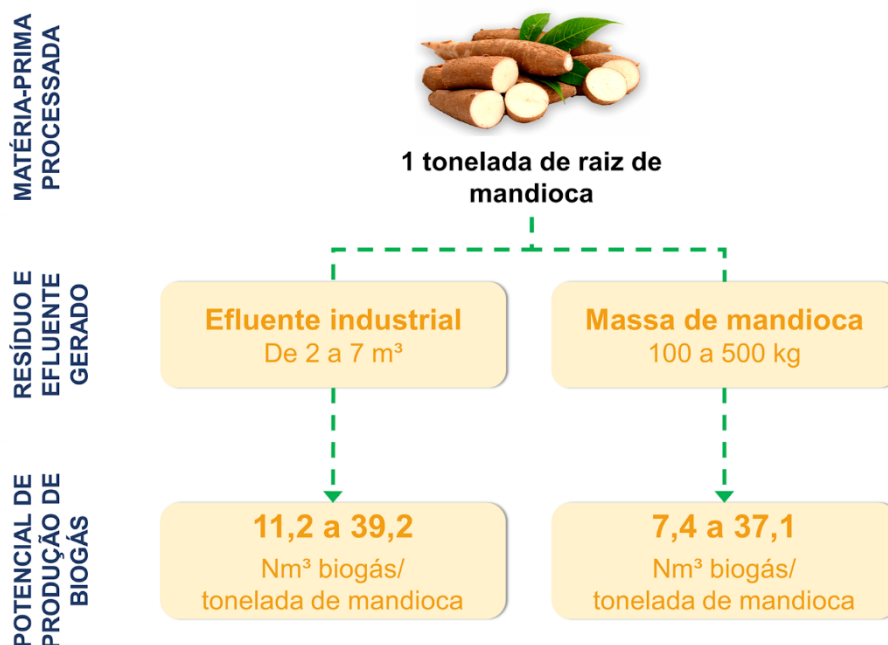 MATÉRIA-PRIMA
PROCESSADA
1 tonelada de raiz de
mandioca
RESÍDUO E
EFLUENTE
GERADO
Efluente industrial
De 2 a 7 m³
Massa de mandioca
100 a 500 kg
POTENCIAL DE
PRODUÇÃO DE
BIOGÁS
11,2 a 39,2
Nm³ biogás/
tonelada de mandioca
7,4 a 37,1
Nm³ biogás/
tonelada de mandioca